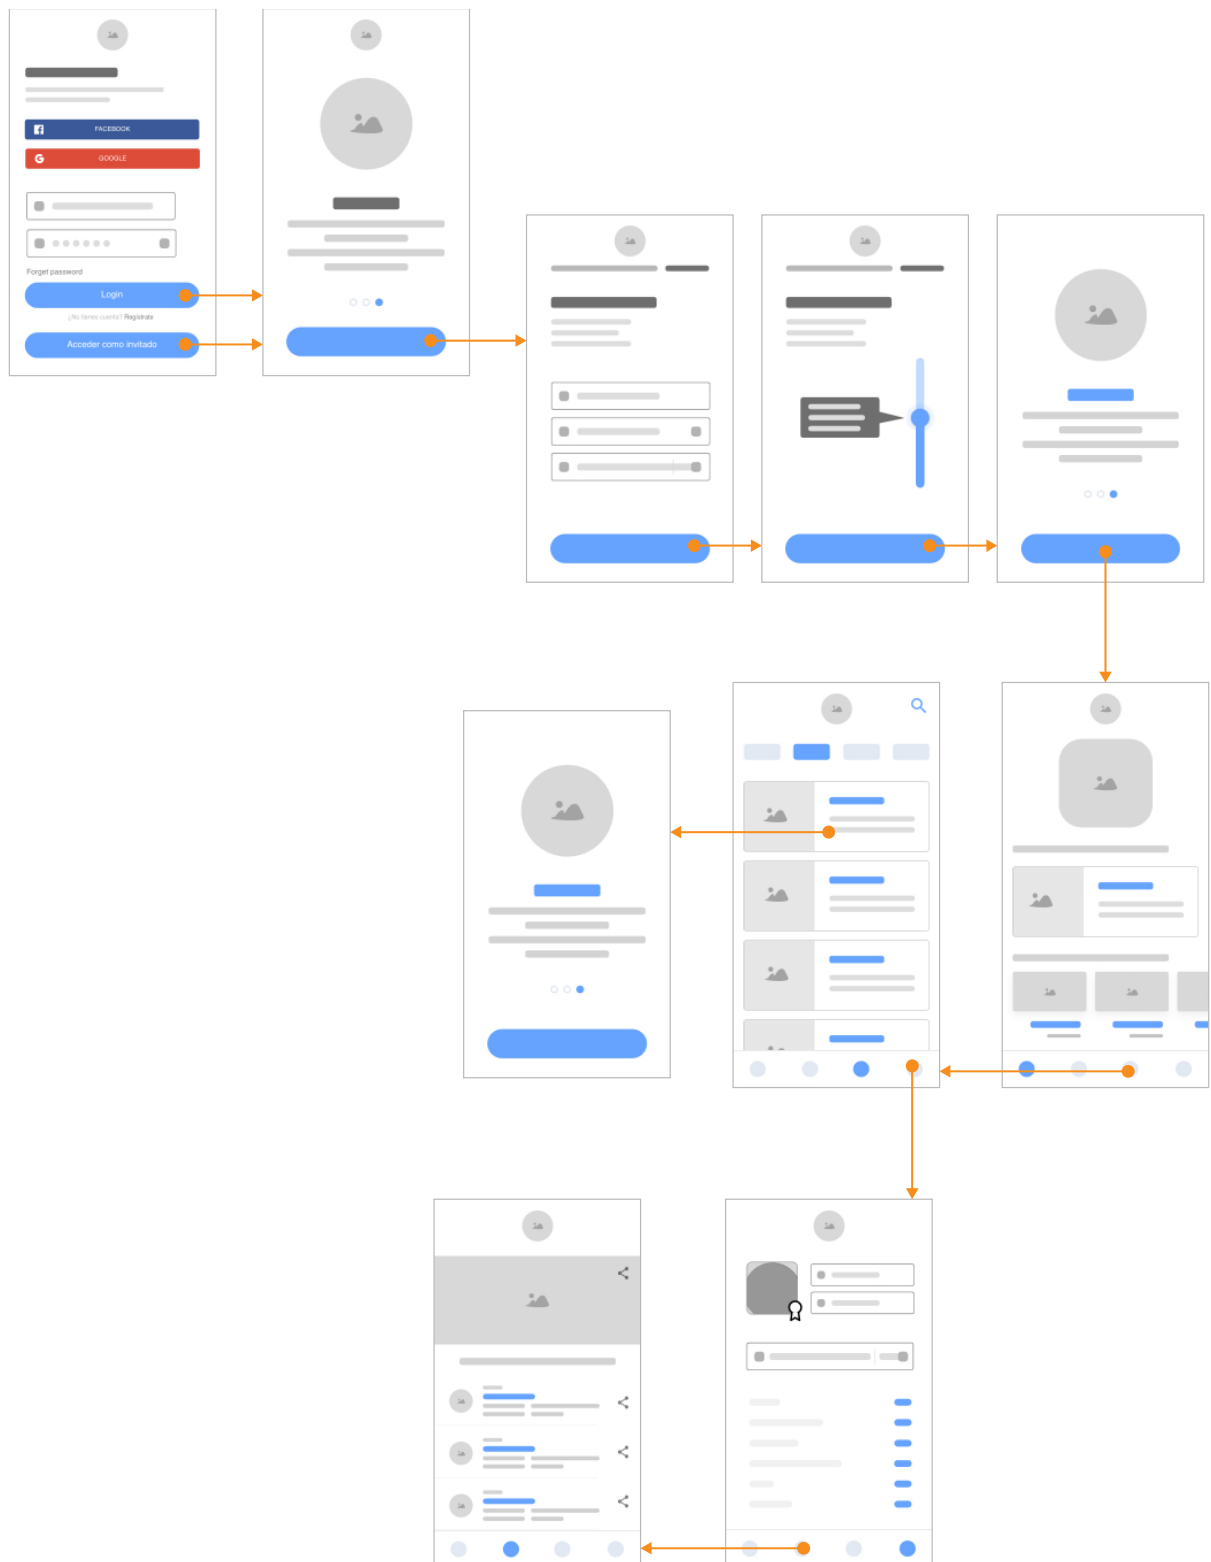 FACEBOOK
GOOGLE
Forget password
Login
¿No tienes cuenta? Regístrate
Acceder como invitado